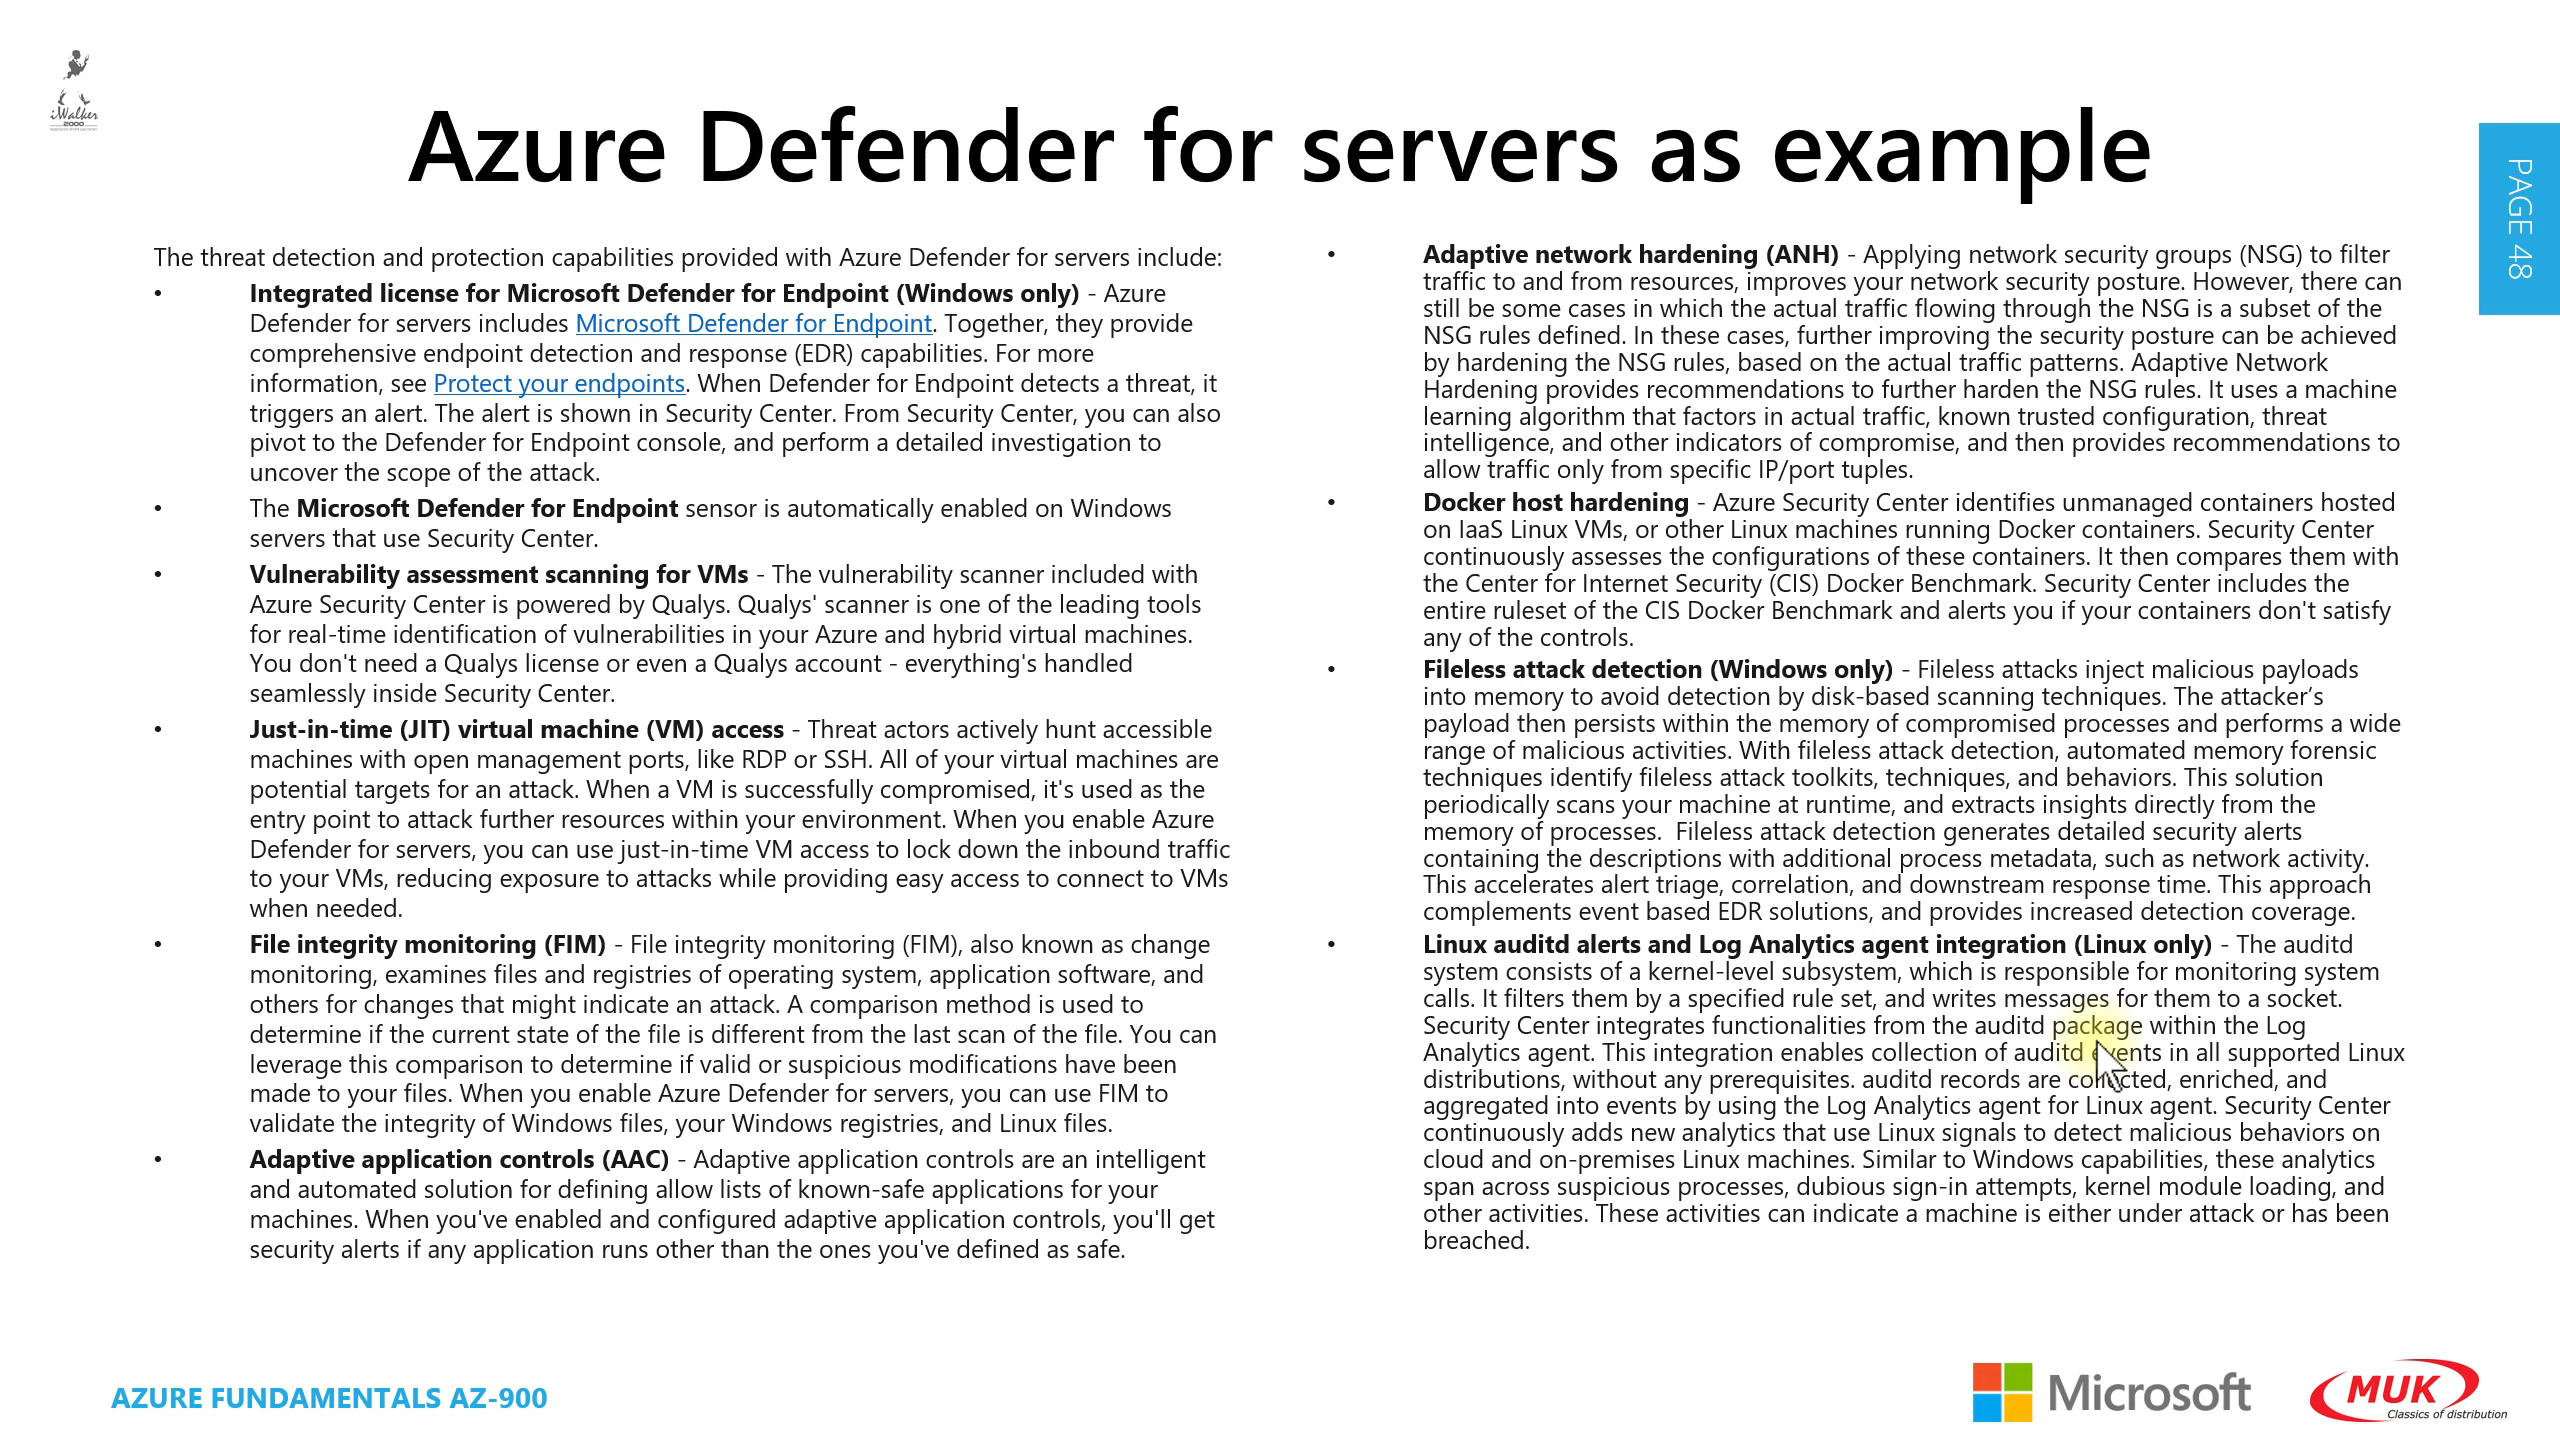 iWalker
2000
Azure Defender for servers as example
PAGE 48
The threat detection and protection capabilities provided with Azure Defender for servers include:
• Integrated license for Microsoft Defender for Endpoint (Windows only) - Azure
Defender for servers includes Microsoft Defender for Endpoint. Together, they provide
comprehensive endpoint detection and response (EDR) capabilities. For more
information, see Protect your endpoints. When Defender for Endpoint detects a threat, it
triggers an alert. The alert is shown in Security Center. From Security Center, you can also
pivot to the Defender for Endpoint console, and perform a detailed investigation to
uncover the scope of the attack.
• The Microsoft Defender for Endpoint sensor is automatically enabled on Windows
servers that use Security Center.
• Vulnerability assessment scanning for VMs - The vulnerability scanner included with
Azure Security Center is powered by Qualys. Qualys' scanner is one of the leading tools
for real-time identification of vulnerabilities in your Azure and hybrid virtual machines.
You don't need a Qualys license or even a Qualys account - everything's handled
seamlessly inside Security Center.
• Just-in-time (JIT) virtual machine (VM) access - Threat actors actively hunt accessible
machines with open management ports, like RDP or SSH. All of your virtual machines are
potential targets for an attack. When a VM is successfully compromised, it's used as the
entry point to attack further resources within your environment. When you enable Azure
Defender for servers, you can use just-in-time VM access to lock down the inbound traffic
to your VMs, reducing exposure to attacks while providing easy access to connect to VMs
when needed.
• File integrity monitoring (FIM) - File integrity monitoring (FIM), also known as change
monitoring, examines files and registries of operating system, application software, and
others for changes that might indicate an attack. A comparison method is used to
determine if the current state of the file is different from the last scan of the file. You can
leverage this comparison to determine if valid or suspicious modifications have been
made to your files. When you enable Azure Defender for servers, you can use FIM to
validate the integrity of Windows files, your Windows registries, and Linux files.
• Adaptive application controls (AAC) - Adaptive application controls are an intelligent
and automated solution for defining allow lists of known-safe applications for your
machines. When you've enabled and configured adaptive application controls, you'll get
security alerts if any application runs other than the ones you've defined as safe.
• Adaptive network hardening (ANH) - Applying network security groups (NSG) to filter
traffic to and from resources, improves your network security posture. However, there can
still be some cases in which the actual traffic flowing through the NSG is a subset of the
NSG rules defined. In these cases, further improving the security posture can be achieved
by hardening the NSG rules, based on the actual traffic patterns. Adaptive Network
Hardening provides recommendations to further harden the NSG rules. It uses a machine
learning algorithm that factors in actual traffic, known trusted configuration, threat
intelligence, and other indicators of compromise, and then provides recommendations to
allow traffic only from specific IP/port tuples.
• Docker host hardening - Azure Security Center identifies unmanaged containers hosted
on IaaS Linux VMs, or other Linux machines running Docker containers. Security Center
continuously assesses the configurations of these containers. It then compares them with
the Center for Internet Security (CIS) Docker Benchmark. Security Center includes the
entire ruleset of the CIS Docker Benchmark and alerts you if your containers don't satisfy
any of the controls.
• Fileless attack detection (Windows only) - Fileless attacks inject malicious payloads
into memory to avoid detection by disk-based scanning techniques. The attacker’s
payload then persists within the memory of compromised processes and performs a wide
range of malicious activities. With fileless attack detection, automated memory forensic
techniques identify fileless attack toolkits, techniques, and behaviors. This solution
periodically scans your machine at runtime, and extracts insights directly from the
memory of processes. Fileless attack detection generates detailed security alerts
containing the descriptions with additional process metadata, such as network activity.
This accelerates alert triage, correlation, and downstream response time. This approach
complements event based EDR solutions, and provides increased detection coverage.
• Linux auditd alerts and Log Analytics agent integration (Linux only) - The auditd
system consists of a kernel-level subsystem, which is responsible for monitoring system
calls. It filters them by a specified rule set, and writes messages for them to a socket.
Security Center integrates functionalities from the auditd package within the Log
Analytics agent. This integration enables collection of auditd events in all supported Linux
distributions, without any prerequisites. auditd records are collected, enriched, and
aggregated into events by using the Log Analytics agent for Linux agent. Security Center
continuously adds new analytics that use Linux signals to detect malicious behaviors on
cloud and on-premises Linux machines. Similar to Windows capabilities, these analytics
span across suspicious processes, dubious sign-in attempts, kernel module loading, and
other activities. These activities can indicate a machine is either under attack or has been
breached.
AZURE FUNDAMENTALS AZ-900
Microsoft
MUK
Classics of distribution